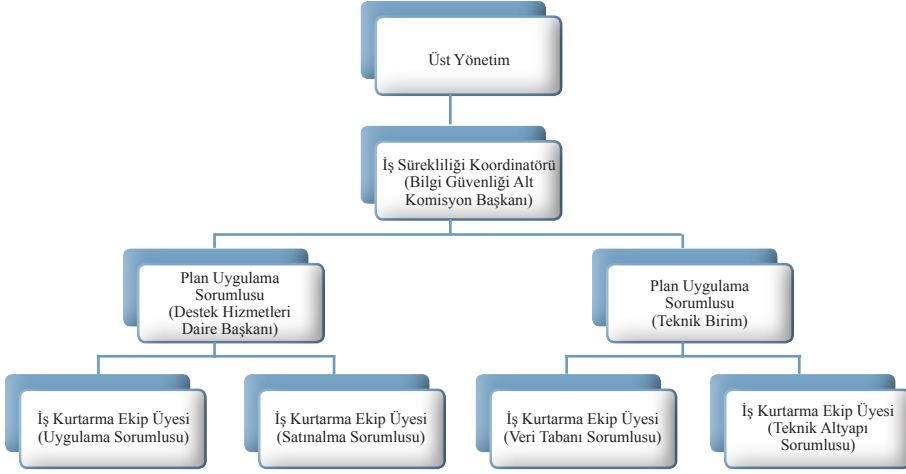 Üst Yönetim
İş Sürekliliği Koordinatörü
(Bilgi Güvenliği Alt
Komisyon Başkanı)
Plan Uygulama
Sorumlusu
(Destek Hizmetleri
Daire Başkanı)
Plan Uygulama
Sorumlusu
(Teknik Birim)
İş Kurtarma Ekip Üyesi
(Uygulama Sorumlusu)
İş Kurtarma Ekip Üyesi
(Satınalma Sorumlusu)
İş Kurtarma Ekip Üyesi
(Veri Tabanı Sorumlusu)
İş Kurtarma Ekip Üyesi
(Teknik Altyapı
Sorumlusu)